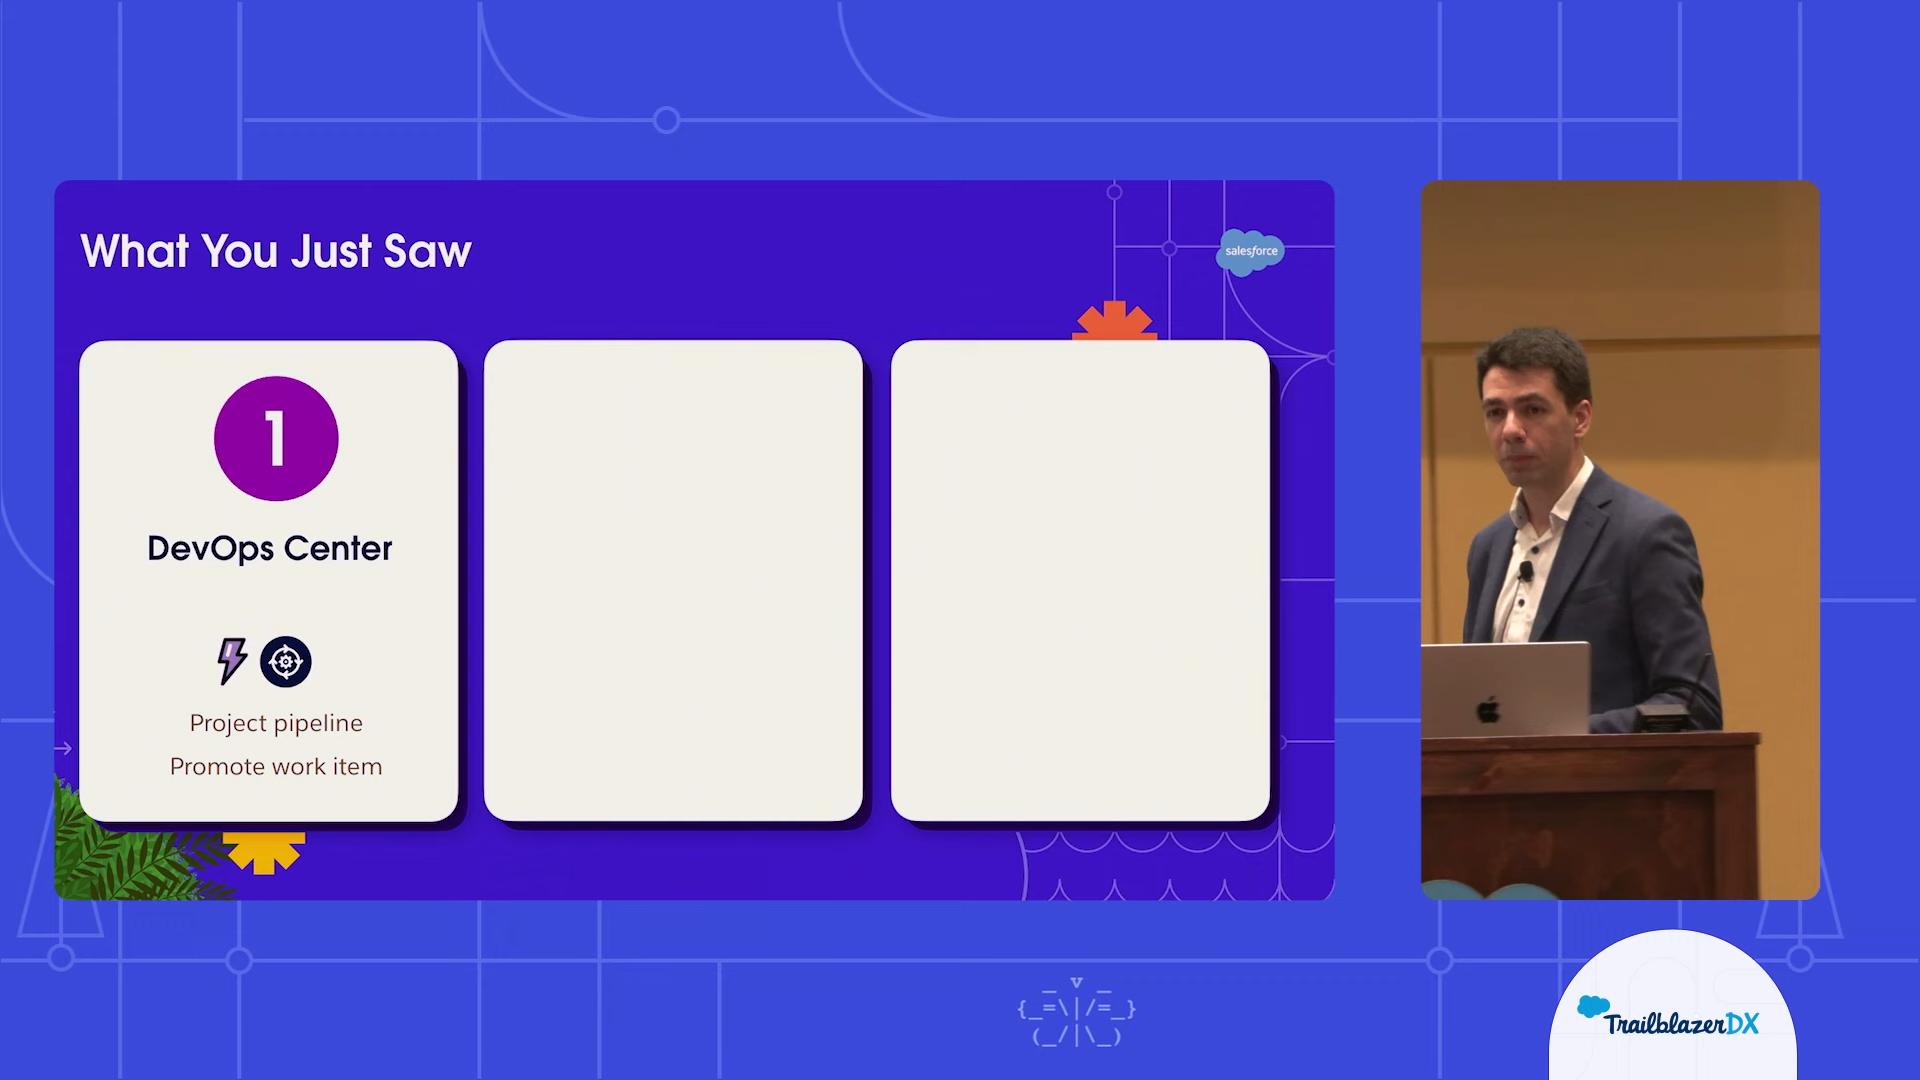 What You Just Saw
salesforce
1
DevOps Center
Project pipeline
Promote work item
TrailblazerDX